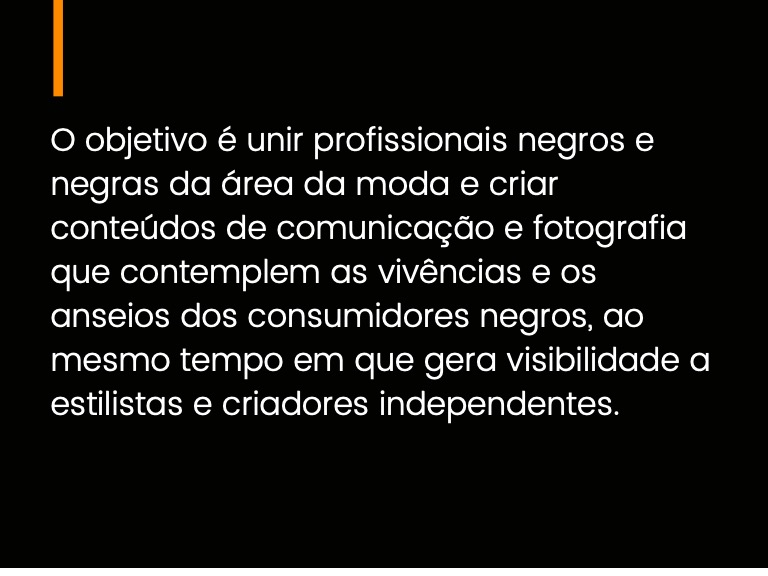 O objetivo é unir profissionais negros e
negras da área da moda e criar
conteúdos de comunicação e fotografia
que contemplem as vivências e os
anseios dos consumidores negros, ao
mesmo tempo em que gera visibilidade a
estilistas e criadores independentes.